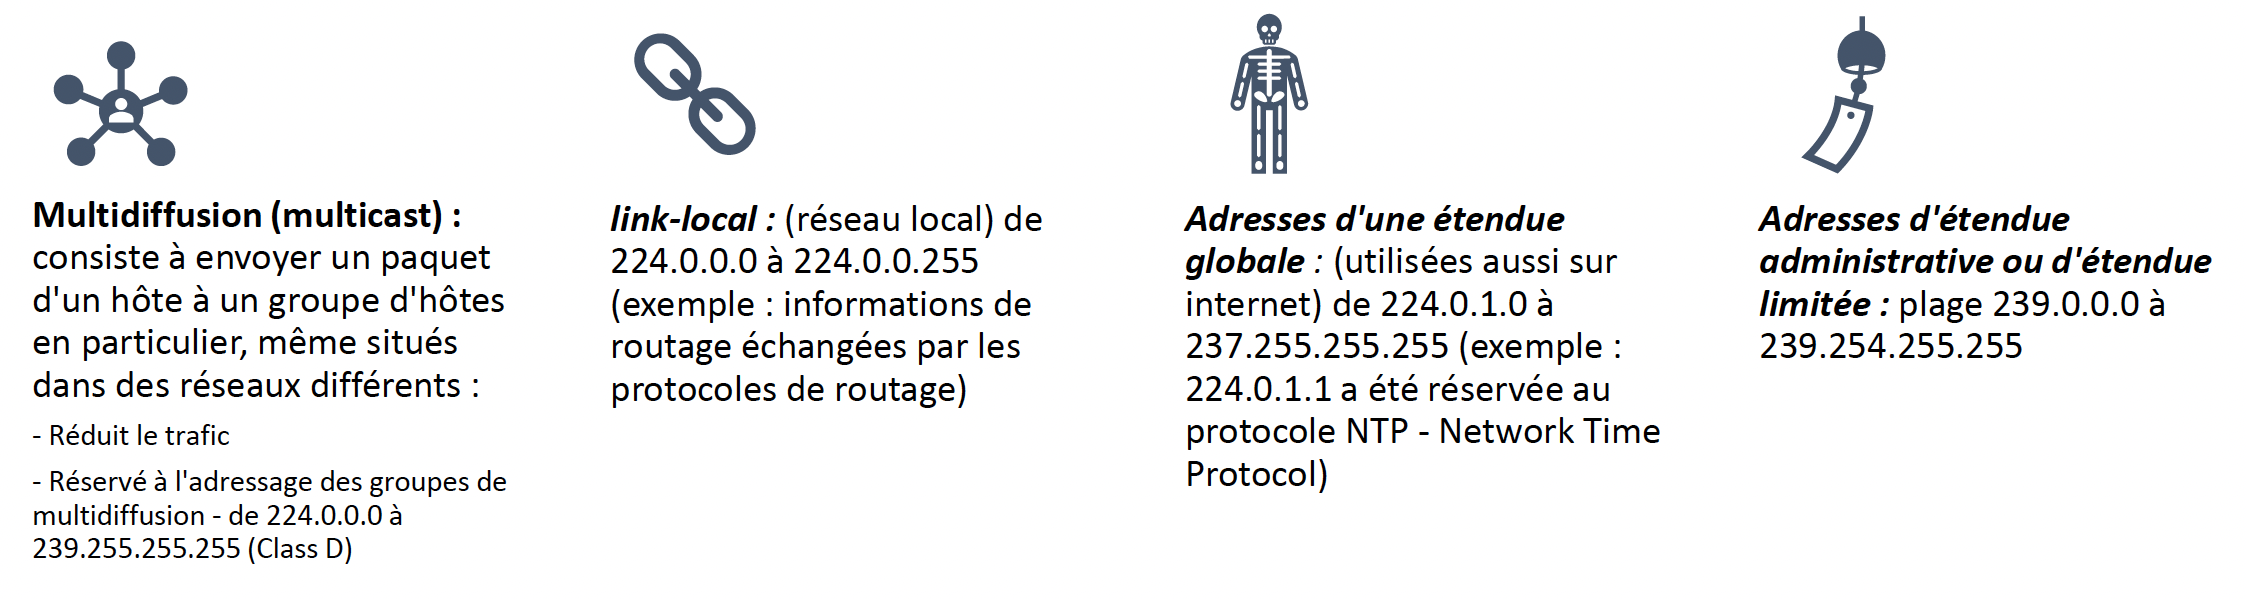 Multidiffusion (multicast) :
consiste à envoyer un paquet
d'un hôte à un groupe d'hôtes
en particulier, même situés
dans des réseaux différents :
- Réduit le trafic
- Réservé à l'adressage des groupes de
multidiffusion - de 224.0.0.0 à
239.255.255.255 (Class D)
link-local : (réseau local) de
224.0.0.0 à 224.0.0.255
(exemple : informations de
routage échangées par les
protocoles de routage)
Adresses d'une étendue
globale : (utilisées aussi sur
internet) de 224.0.1.0 à
237.255.255.255 (exemple :
224.0.1.1 a été réservée au
protocole NTP - Network Time
Protocol)
Adresses d'étendue
administrative ou d'étendue
limitée : plage 239.0.0.0 à
239.254.255.255